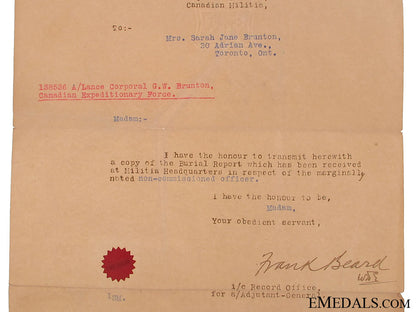 Canadian Militia.
To:-
Mrs. Sarah Jane Brunton,
20 Adrian Ave.,
Toronto, Ont.
138526 A/Lance Corporal G.W. Brunton,
Canadian Expeditionary Force.
Madam:-
I have the honour to transmit herewith
a copy of the Burial Report which has been received
at Militia Headquarters in respect of the marginally
noted non-commissioned officer.
I have the honour to be,
Madam,
Your obedient servant,
Frank Beard
i/c Record Office,
for A/Adjutant-General.
EMEDALS.COM